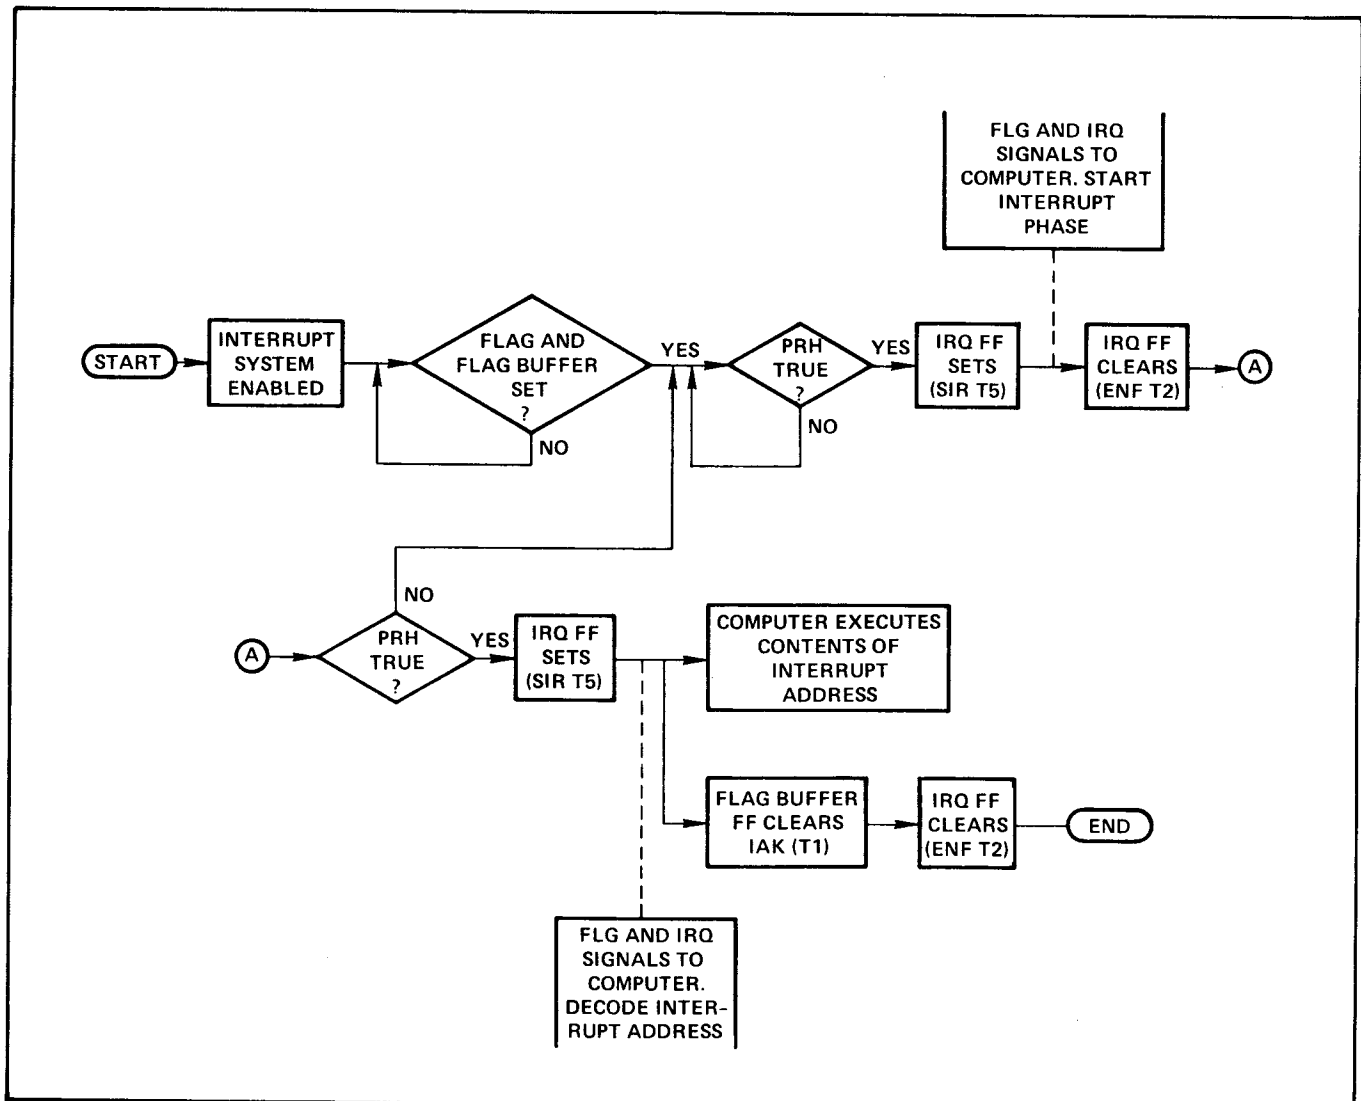 FLG AND IRQ
SIGNALS TO
COMPUTER. START
INTERRUPT
PHASE
START
INTERRUPT
SYSTEM
ENABLED
FLAG AND
FLAG BUFFER
SET
?
YES
NO
PRH
TRUE
?
YES
NO
IRQ FF
SETS
(SIR T5)
IRQ FF
CLEARS
(ENF T2)
A
A
NO
PRH
TRUE
?
YES
IRQ FF
SETS
(SIR T5)
COMPUTER EXECUTES
CONTENTS OF
INTERRUPT
ADDRESS
FLAG BUFFER
FF CLEARS
IAK (T1)
IRQ FF
CLEARS
(ENF T2)
END
FLG AND IRQ
SIGNALS TO
COMPUTER.
DECODE INTER-
RUPT ADDRESS